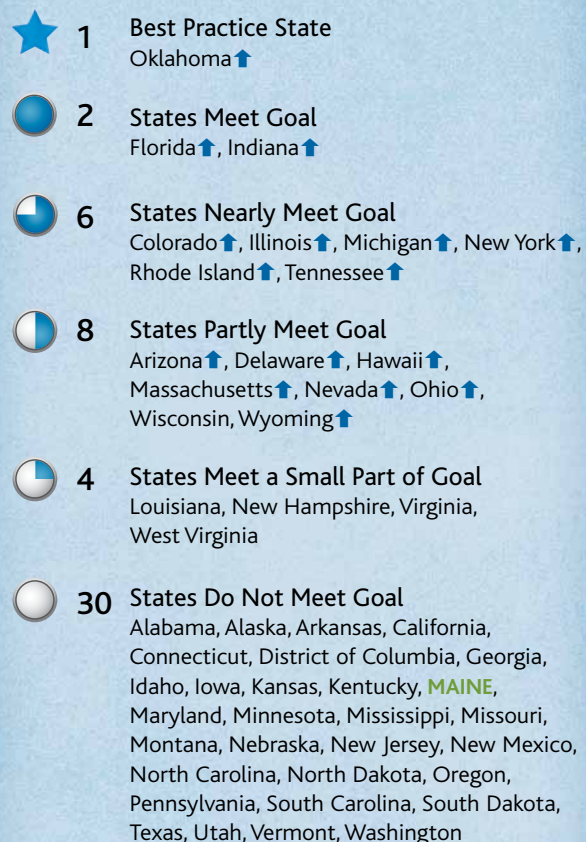 1 Best Practice State
Oklahoma⬆
2 States Meet Goal
Florida⬆, Indiana⬆
6 States Nearly Meet Goal
Colorado⬆, Illinois⬆, Michigan⬆, New York⬆,
Rhode Island⬆, Tennessee⬆
8 States Partly Meet Goal
Arizona⬆, Delaware⬆, Hawaii⬆,
Massachusetts⬆, Nevada⬆, Ohio⬆,
Wisconsin, Wyoming⬆
4 States Meet a Small Part of Goal
Louisiana, New Hampshire, Virginia,
West Virginia
30 States Do Not Meet Goal
Alabama, Alaska, Arkansas, California,
Connecticut, District of Columbia, Georgia,
Idaho, Iowa, Kansas, Kentucky, MAINE,
Maryland, Minnesota, Mississippi, Missouri,
Montana, Nebraska, New Jersey, New Mexico,
North Carolina, North Dakota, Oregon,
Pennsylvania, South Carolina, South Dakota,
Texas, Utah, Vermont, Washington